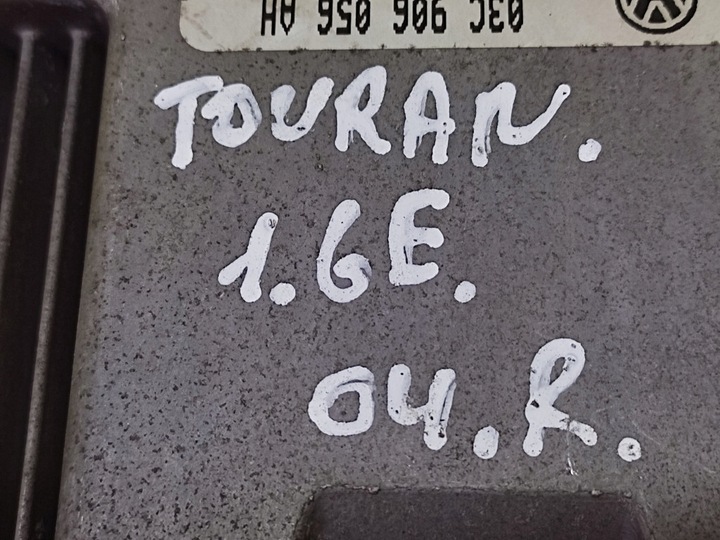 03C 906 056 AH
TOURAN.
1.6E.
04.R.